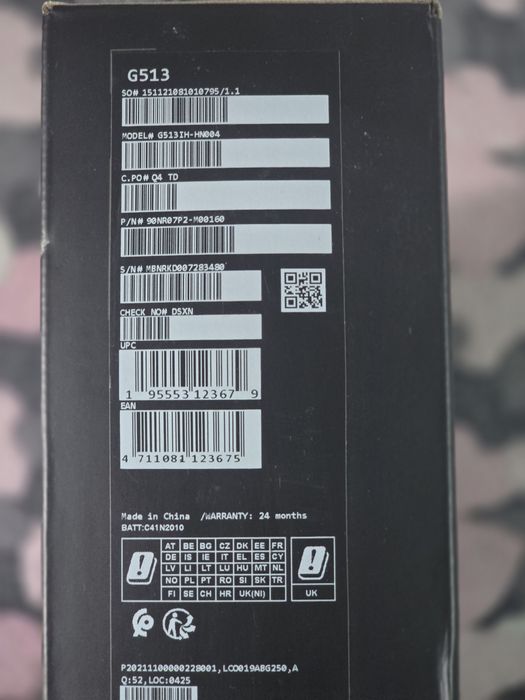 G513
SO# 151121081010795/1.1
MODEL# G513IH-HN004
C.PO# Q4 TD
P/N# 90NR07P2-M00160
S/N# MBNRKD007283480
CHECK NO# DSXN
UPC
1 95553 12367 9
EAN
4 711081 123675
Made in China /WARRANTY: 24 months
BATT:C41N2010
AT BE BG CZ DK EE FR
DE IS IE IT EL ES CY
LV LI LT LU HU MT NL
NO PL PT RO SI SK TR
FI SE CH HR UK(NI)
UK
P20211100000228001,LCO019ABG250,A
Q:52,LOC:0425